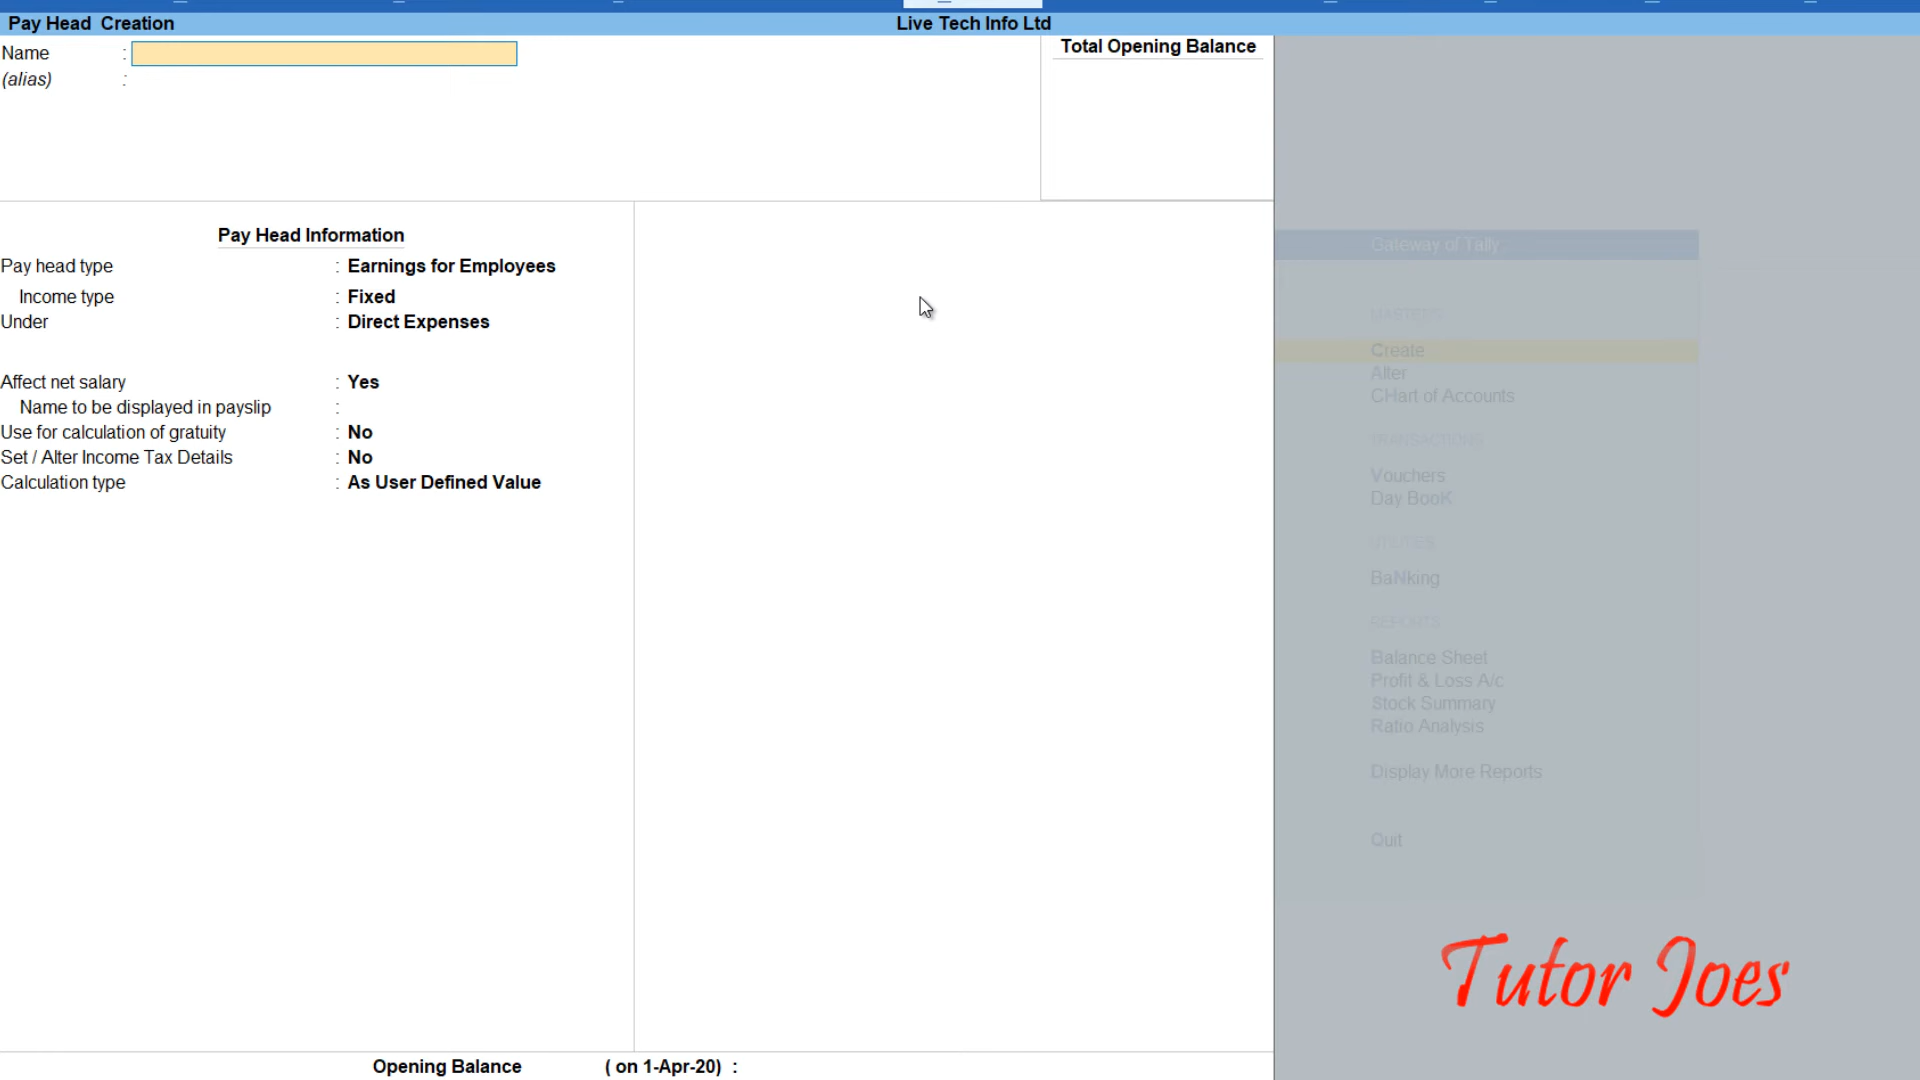 Pay Head Creation
Live Tech Info Ltd
Name :
(alias) :
Total Opening Balance
Pay Head Information
Pay head type : Earnings for Employees
Income type : Fixed
Under : Direct Expenses
Affect net salary : Yes
Name to be displayed in payslip :
Use for calculation of gratuity : No
Set / Alter Income Tax Details : No
Calculation type : As User Defined Value
Opening Balance ( on 1-Apr-20) :
Gateway of Tally
MASTERS
Create
Alter
CHart of Accounts
TRANSACTIONS
Vouchers
Day BooK
UTILITIES
BaNking
REPORTS
Balance Sheet
Profit & Loss A/c
Stock Summary
Ratio Analysis
Display More Reports
Quit
Tutor Joes